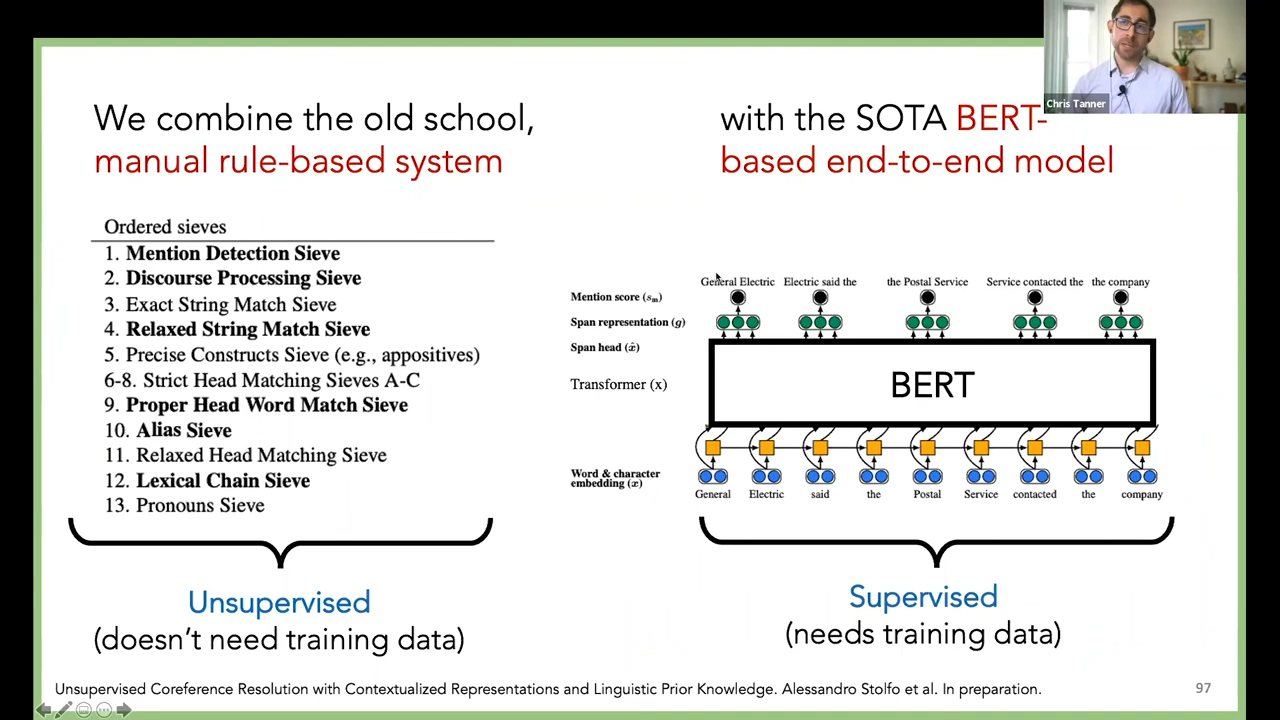 Chris Tanner
We combine the old school,
manual rule-based system
with the SOTA BERT-
based end-to-end model
Ordered sieves
1. Mention Detection Sieve
2. Discourse Processing Sieve
3. Exact String Match Sieve
4. Relaxed String Match Sieve
5. Precise Constructs Sieve (e.g., appositives)
6-8. Strict Head Matching Sieves A-C
9. Proper Head Word Match Sieve
10. Alias Sieve
11. Relaxed Head Matching Sieve
12. Lexical Chain Sieve
13. Pronouns Sieve
Unsupervised
(doesn't need training data)
General Electric Electric said the the Postal Service Service contacted the the company
Mention score (sm)
Span representation (g)
Span head (x̂)
Transformer (x)
BERT
Word & character
embedding (x)
General Electric said the Postal Service contacted the company
Supervised
(needs training data)
Unsupervised Coreference Resolution with Contextualized Representations and Linguistic Prior Knowledge. Alessandro Stolfo et al. In preparation.
97